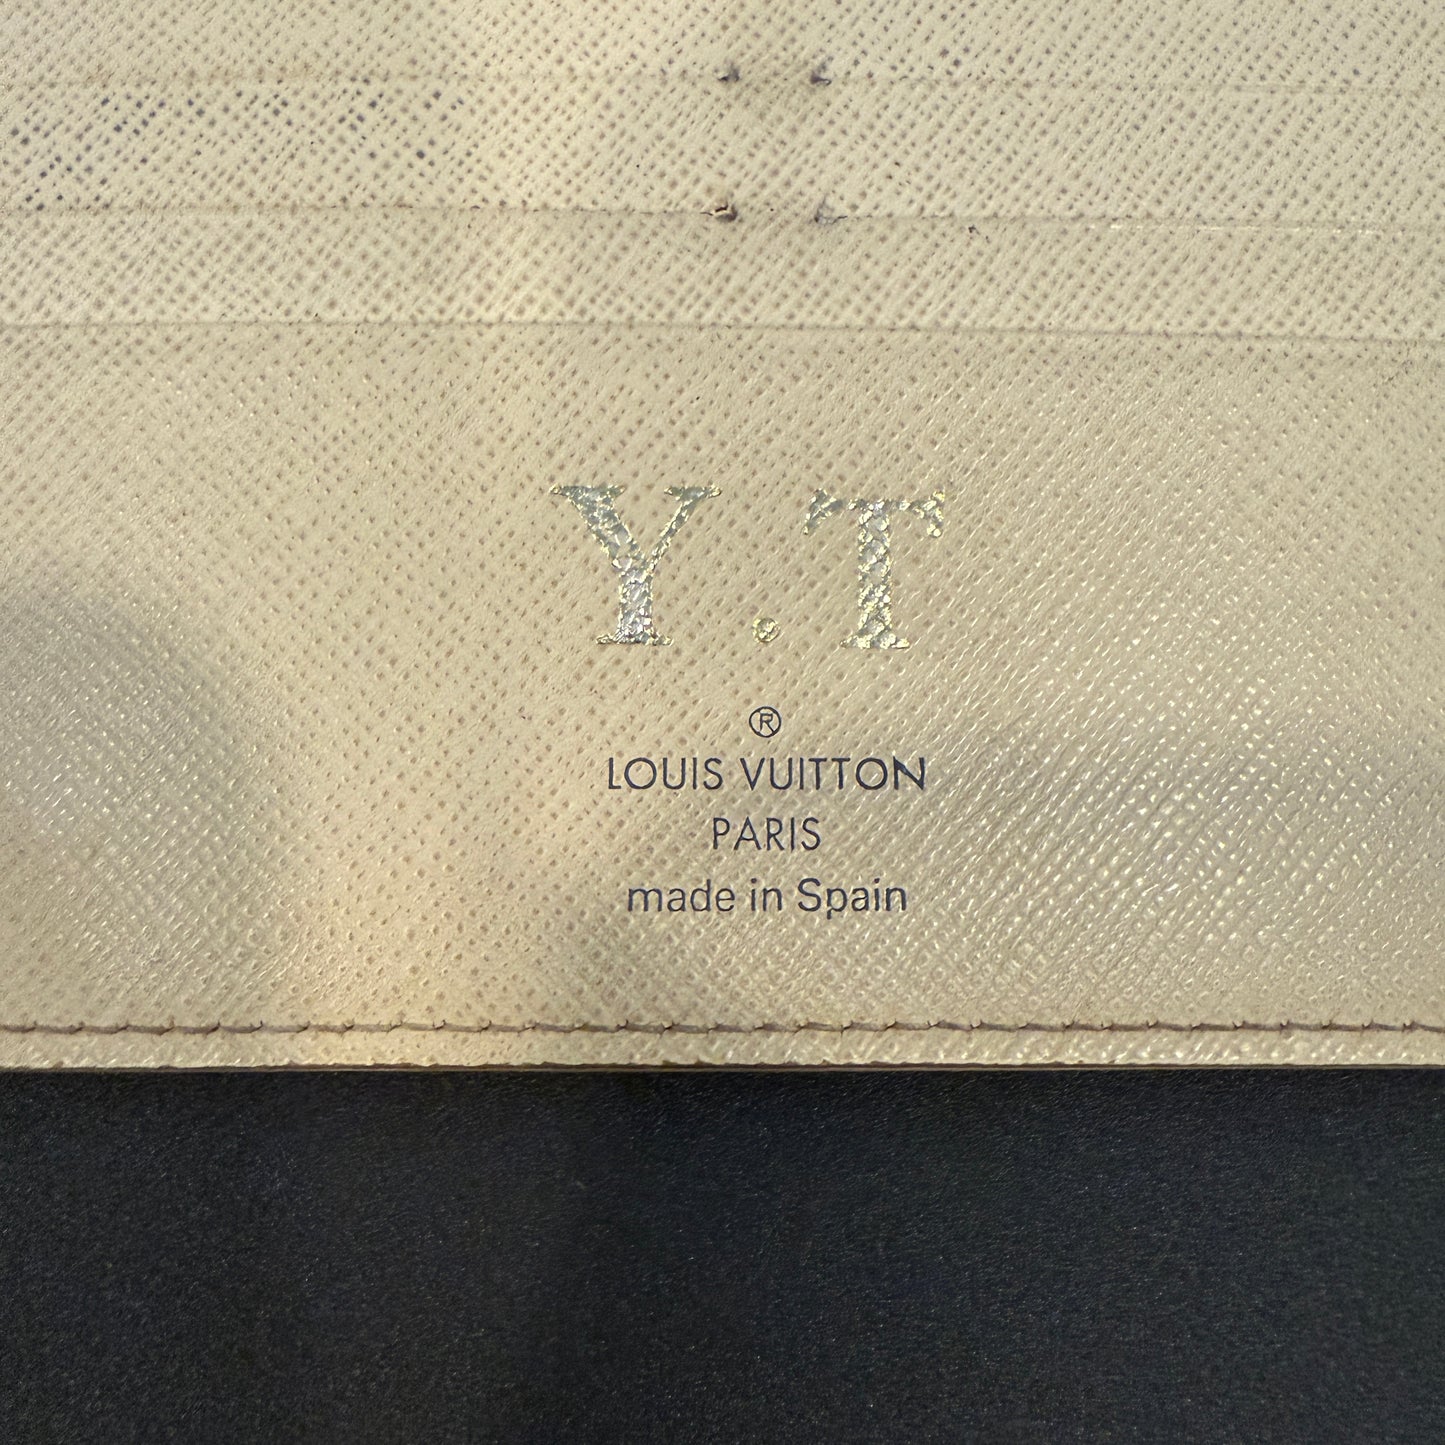 Y.T
®
LOUIS VUITTON
PARIS
made in Spain